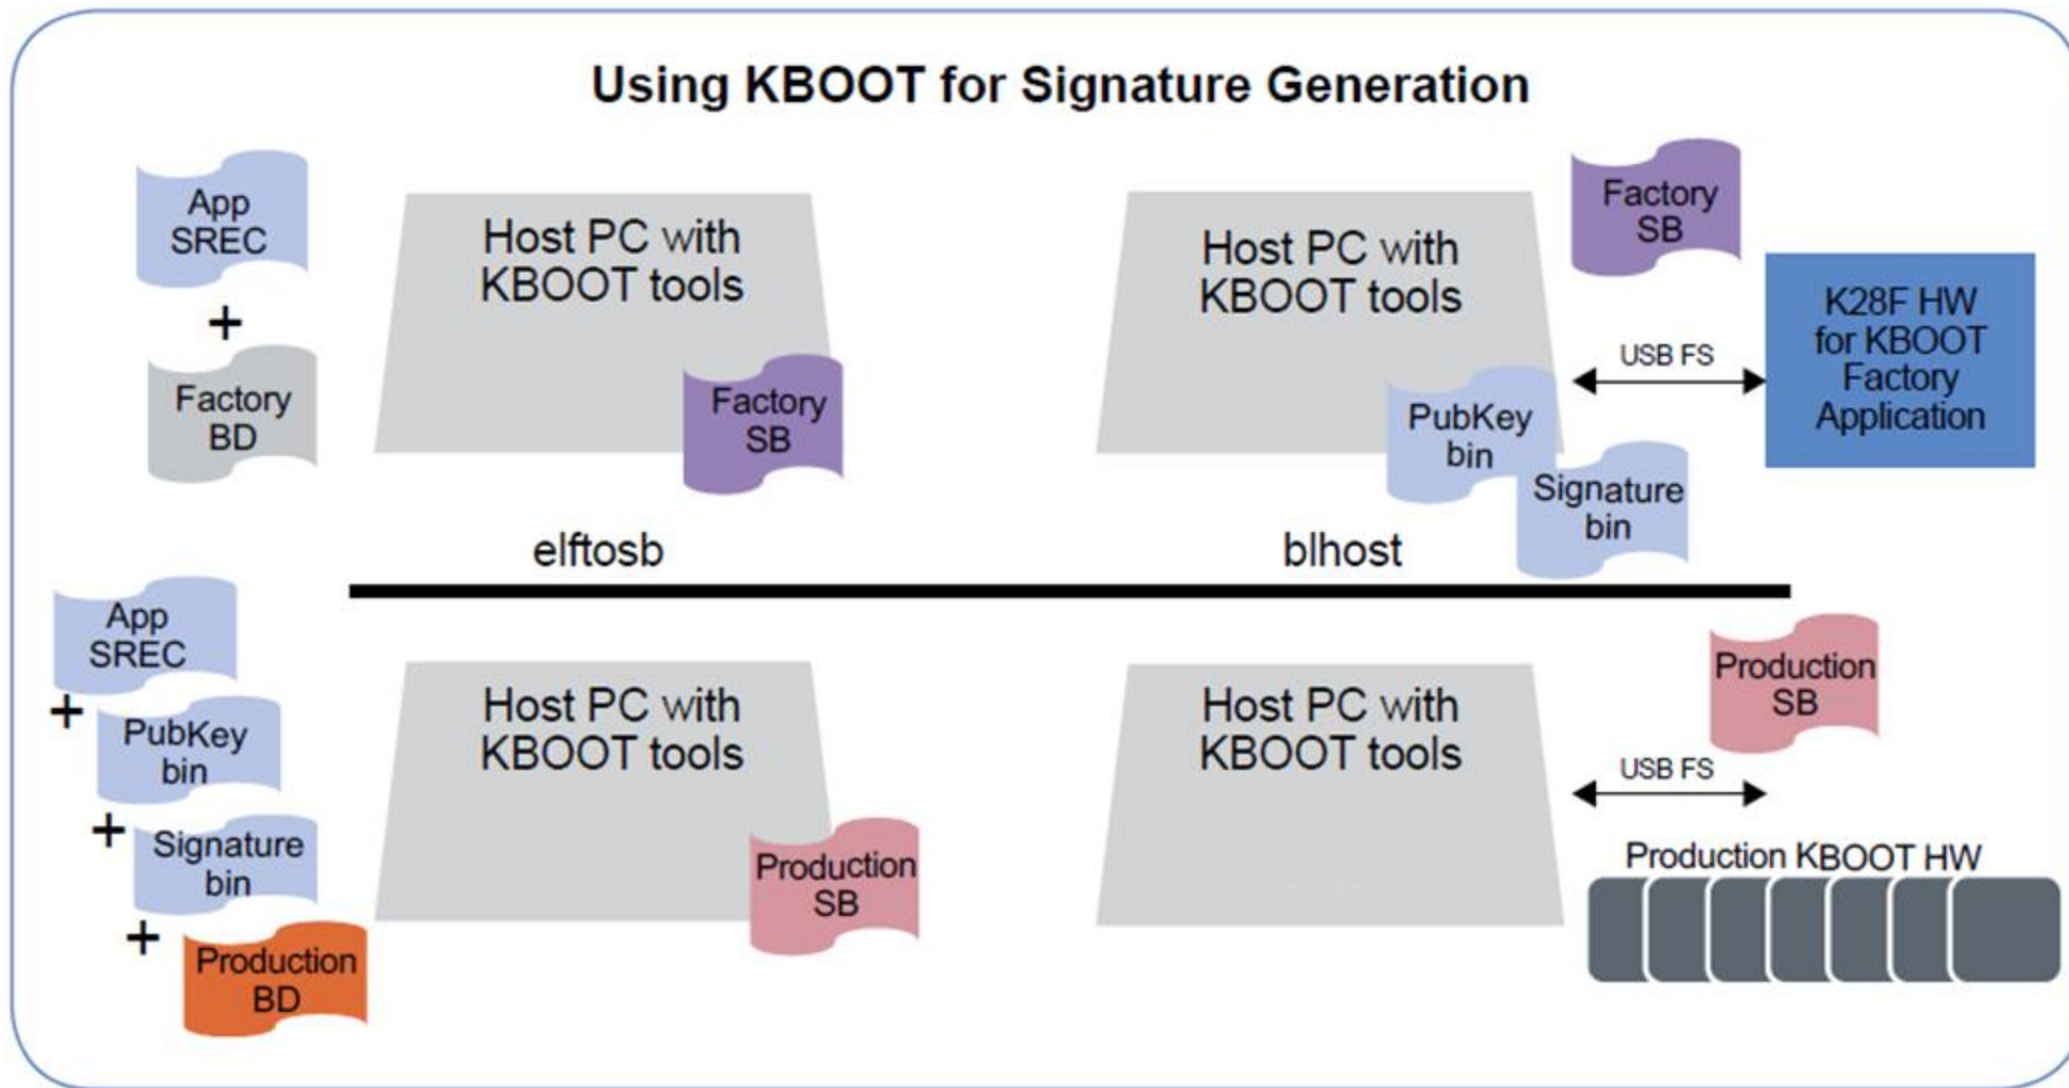 Using KBOOT for Signature Generation
App
SREC
+
Factory
BD
Host PC with
KBOOT tools
Factory
SB
elftosb
Host PC with
KBOOT tools
PubKey
bin
Signature
bin
blhost
Factory
SB
USB FS
K28F HW
for KBOOT
Factory
Application
App
SREC
+
PubKey
bin
+
Signature
bin
+
Production
BD
Host PC with
KBOOT tools
Production
SB
Host PC with
KBOOT tools
Production
SB
USB FS
Production KBOOT HW